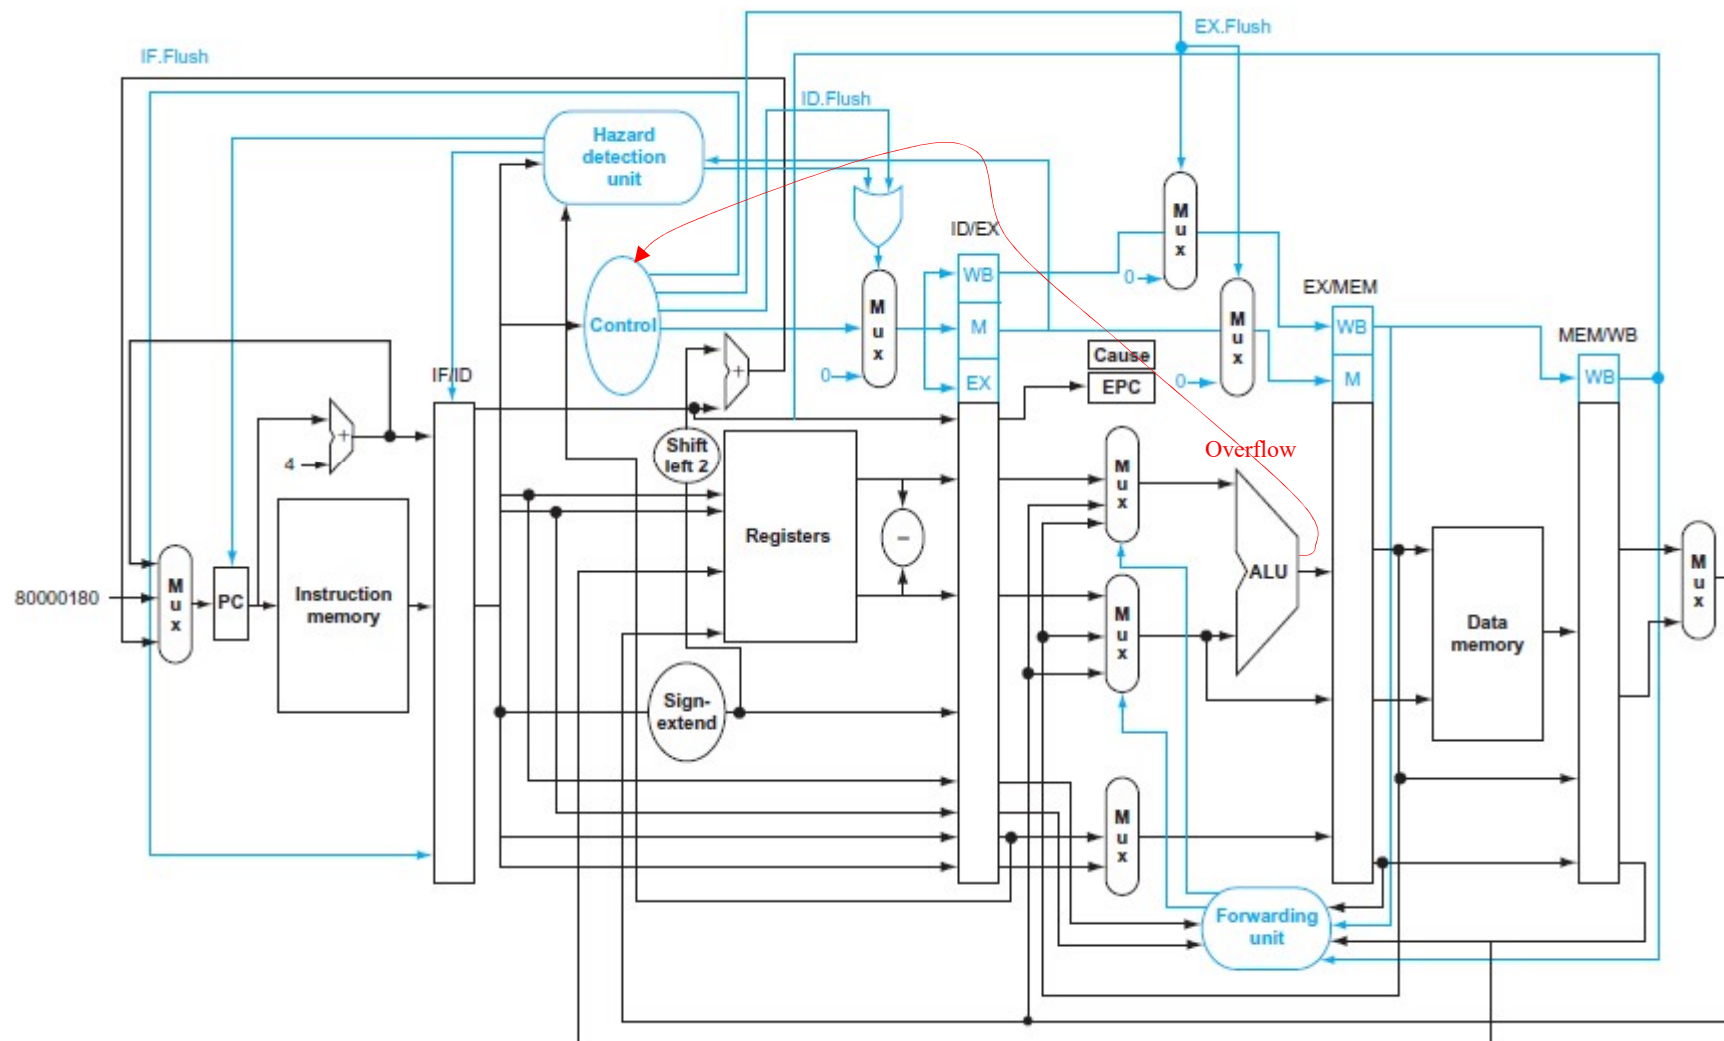 EX.Flush
IF.Flush
ID.Flush
Hazard
detection
unit
M
u
x
ID/EX
WB
0
M
u
x
EX/MEM
Control
M
u
x
M
WB
MEM/WB
Cause
0
+
IF/ID
0
EX
EPC
M
WB
+
4
Shift
left 2
Overflow
M
u
x
Registers
–
ALU
M
u
x
80000180
M
u
x
PC
Instruction
memory
M
u
x
Data
memory
Sign-
extend
M
u
x
Forwarding
unit